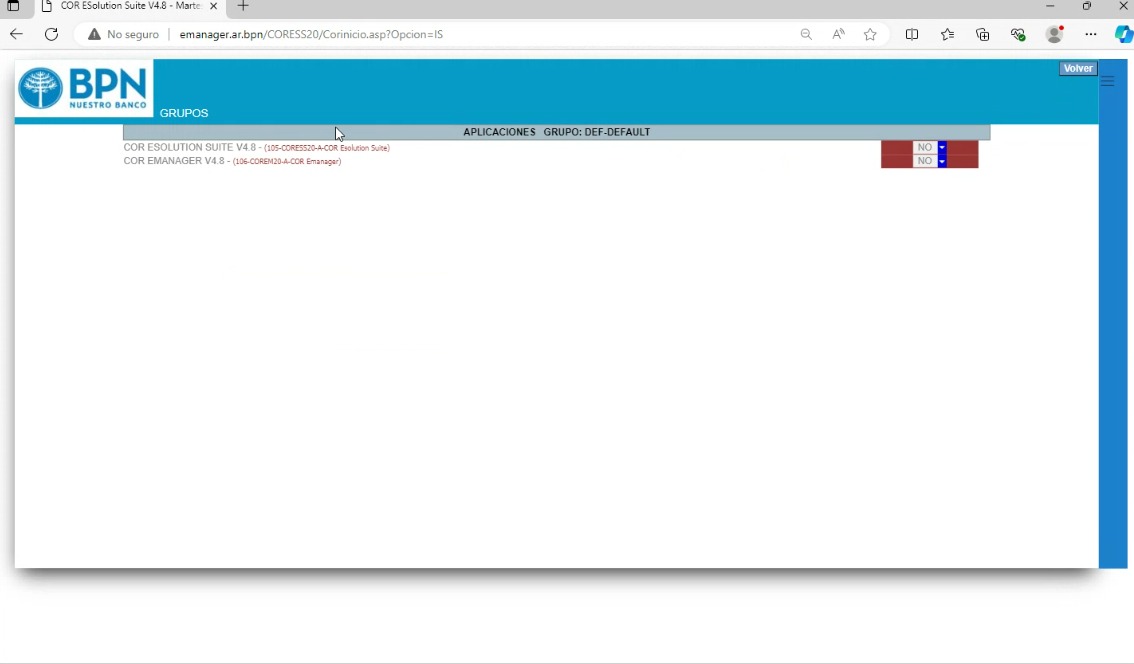 COR ESolution Suite V4.8 - Marte
No seguro
emanager.ar.bpn/CORESS20/Corinicio.asp?Opcion=IS
Volver
BPN
NUESTRO BANCO
GRUPOS
APLICACIONES GRUPO: DEF-DEFAULT
COR ESOLUTION SUITE V4.8 - (105-CORESS20-A-COR Esolution Suite)
NO
COR EMANAGER V4.8 - (106-COREM20-A-COR Emanager)
NO